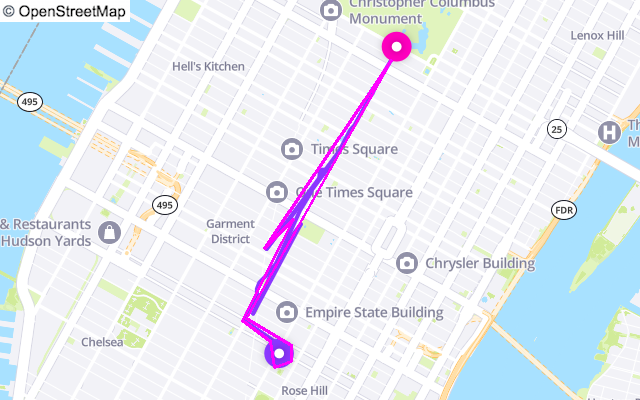 © OpenStreetMap
Christopher Columbus
Monument
Lenox Hill
Hell's Kitchen
495
25
Times Square
One Times Square
495
FDR
& Restaurants
Hudson Yards
Garment
District
Chrysler Building
Empire State Building
Chelsea
Rose Hill